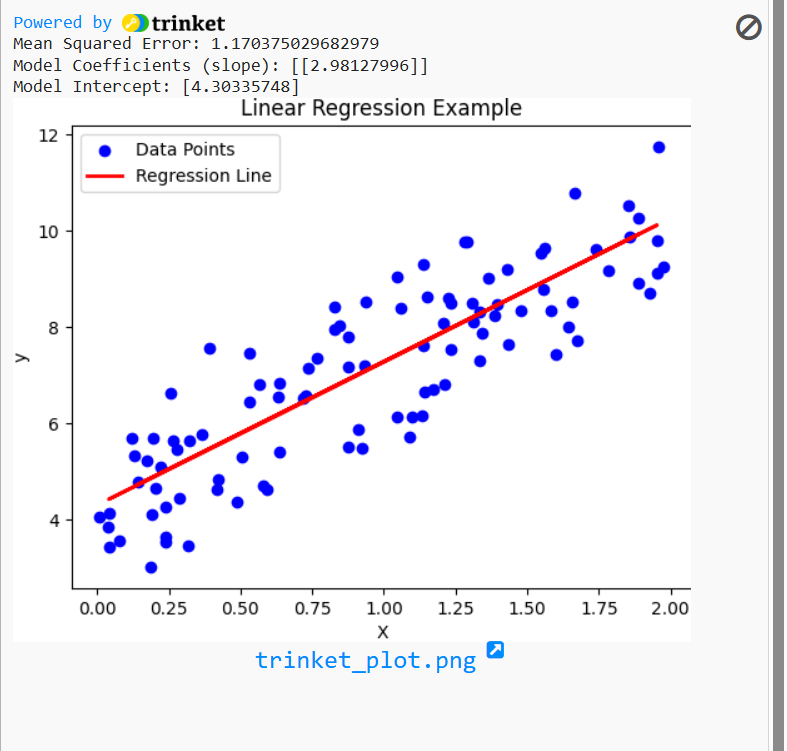 Powered by trinket
Mean Squared Error: 1.170375029682979
Model Coefficients (slope): [[2.98127996]]
Model Intercept: [4.30335748]
Linear Regression Example
Data Points
Regression Line
12
10
8
6
4
y
0.00 0.25 0.50 0.75 1.00 1.25 1.50 1.75 2.00
X
trinket_plot.png